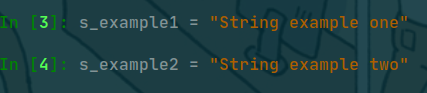 In [3]: s_example1 = "String example one"
In [4]: s_example2 = "String example two"